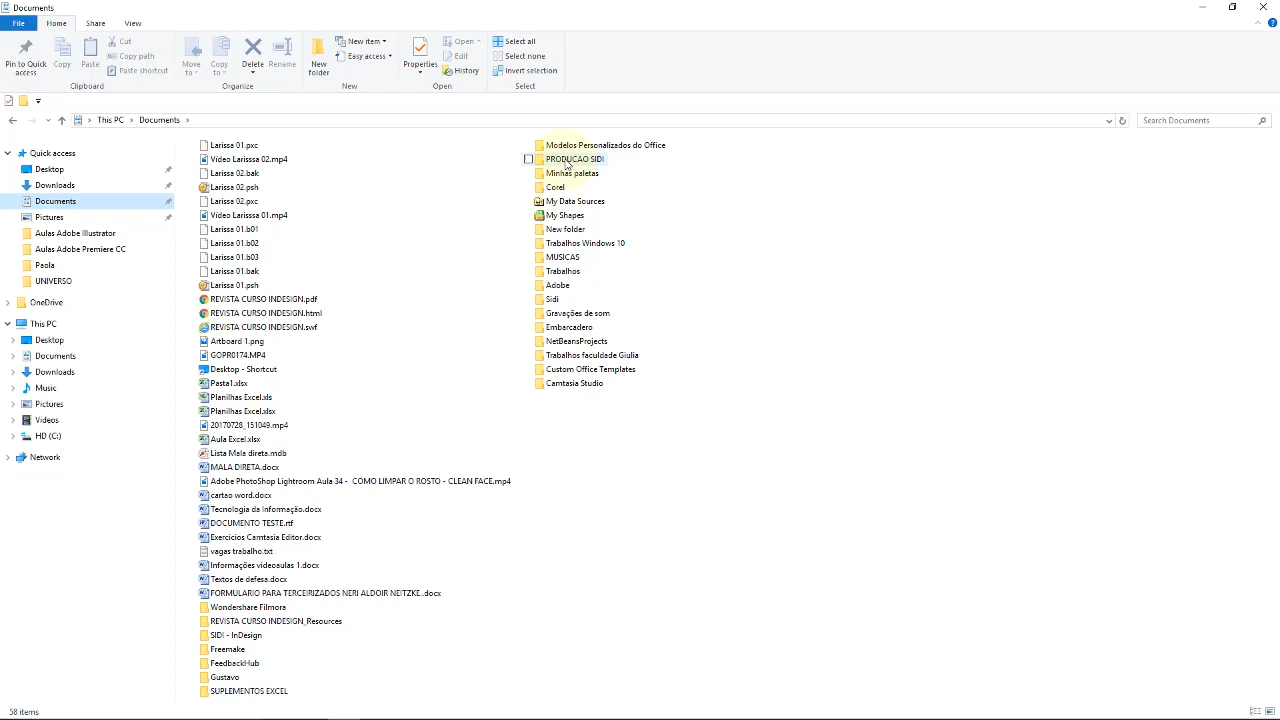 Documents
File Home Share View
Pin to Quick access
Copy
Paste
Cut
Copy path
Paste shortcut
Clipboard
Move to
Copy to
Delete
Rename
Organize
New folder
New item
Easy access
New
Properties
Open
Edit
History
Open
Select all
Select none
Invert selection
Select
This PC > Documents >
Search Documents
Quick access
Desktop
Downloads
Documents
Pictures
Aulas Adobe Illustrator
Aulas Adobe Premiere CC
Paola
UNIVERSO
OneDrive
This PC
Desktop
Documents
Downloads
Music
Pictures
Videos
HD (C:)
Network
Larissa 01.pxc
Vídeo Larisssa 02.mp4
Larissa 02.bak
Larissa 02.psh
Larissa 02.pxc
Vídeo Larisssa 01.mp4
Larissa 01.b01
Larissa 01.b02
Larissa 01.b03
Larissa 01.bak
Larissa 01.psh
REVISTA CURSO INDESIGN.pdf
REVISTA CURSO INDESIGN.html
REVISTA CURSO INDESIGN.swf
Artboard 1.png
GOPR0174.MP4
Desktop - Shortcut
Pasta1.xlsx
Planilhas Excel.xls
Planilhas Excel.xlsx
20170728_151049.mp4
Aula Excel.xlsx
Lista Mala direta.mdb
MALA DIRETA.docx
Adobe PhotoShop Lightroom Aula 34 - COMO LIMPAR O ROSTO - CLEAN FACE.mp4
cartao word.docx
Tecnologia da Informação.docx
DOCUMENTO TESTE.rtf
Exercicios Camtasia Editor.docx
vagas trabalho.txt
Informações videoaulas 1.docx
Textos de defesa.docx
FORMULARIO PARA TERCEIRIZADOS NERI ALDOIR NEITZKE..docx
Wondershare Filmora
REVISTA CURSO INDESIGN_Resources
SIDI - InDesign
Freemake
FeedbackHub
Gustavo
SUPLEMENTOS EXCEL
Modelos Personalizados do Office
PRODUCAO SIDI
Minhas paletas
Corel
My Data Sources
My Shapes
New folder
Trabalhos Windows 10
MUSICAS
Trabalhos
Adobe
Sidi
Gravações de som
Embarcadero
NetBeansProjects
Trabalhos faculdade Giulia
Custom Office Templates
Camtasia Studio
58 items